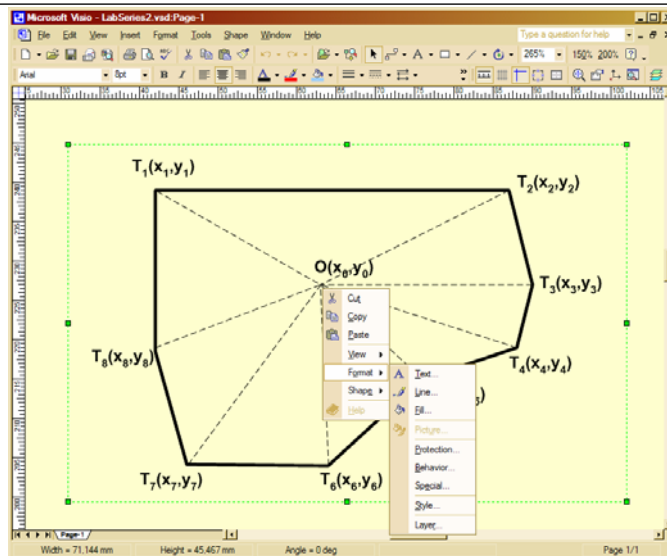 Microsoft Visio - LabSeries2.vsd:Page-1
File Edit View Insert Format Tools Shape Window Help Type a question for help
265% 150% 200%
Arial 8pt B I A
T1(x1,y1)
T2(x2,y2)
O(x0,y0)
T3(x3,y3)
Cut
Copy
Paste
View
T8(x8,y8)
T4(x4,y4)
Format
Text...
Shape
Line...
Help
Fill...
Picture...
Protection...
Behavior...
T7(x7,y7)
T6(x6,y6)
Special...
Style...
Layer...
Page-1
Width = 71,144 mm Height = 45,467 mm Angle = 0 deg Page 1/1